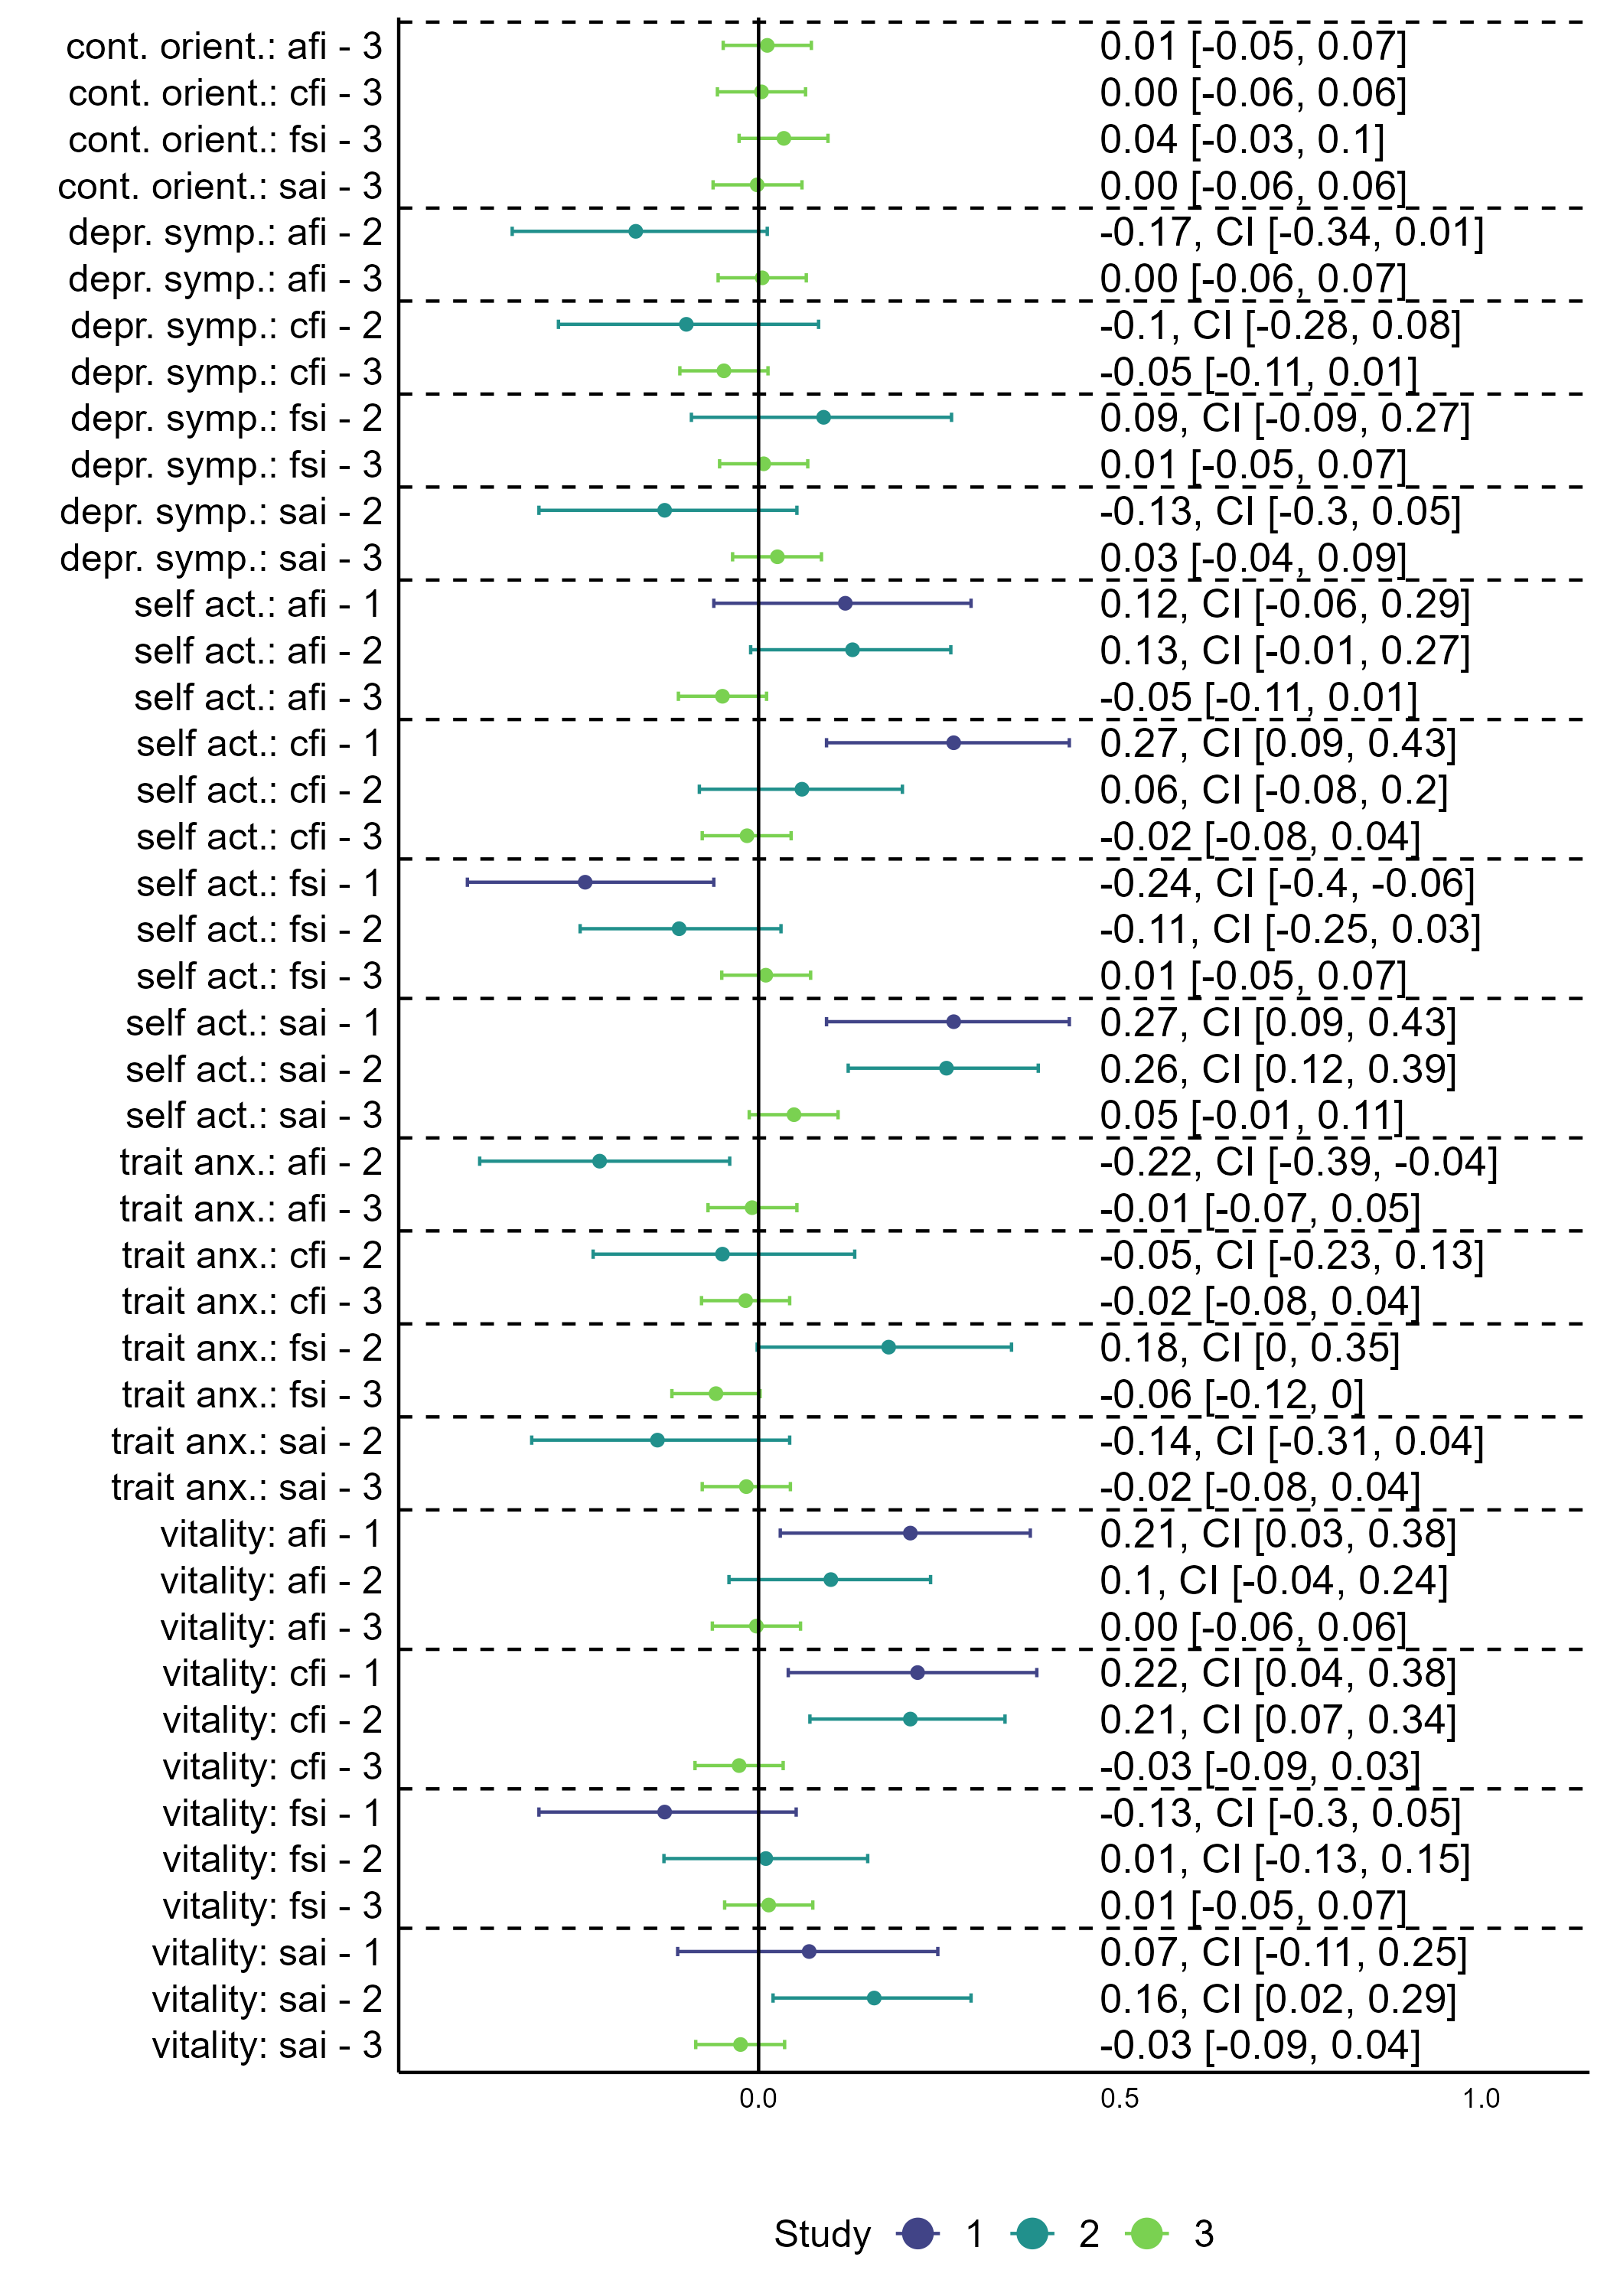 cont. orient.: afi - 3 0.01 [-0.05, 0.07]
cont. orient.: cfi - 3 0.00 [-0.06, 0.06]
cont. orient.: fsi - 3 0.04 [-0.03, 0.1]
cont. orient.: sai - 3 0.00 [-0.06, 0.06]
depr. symp.: afi - 2 -0.17, CI [-0.34, 0.01]
depr. symp.: afi - 3 0.00 [-0.06, 0.07]
depr. symp.: cfi - 2 -0.1, CI [-0.28, 0.08]
depr. symp.: cfi - 3 -0.05 [-0.11, 0.01]
depr. symp.: fsi - 2 0.09, CI [-0.09, 0.27]
depr. symp.: fsi - 3 0.01 [-0.05, 0.07]
depr. symp.: sai - 2 -0.13, CI [-0.3, 0.05]
depr. symp.: sai - 3 0.03 [-0.04, 0.09]
self act.: afi - 1 0.12, CI [-0.06, 0.29]
self act.: afi - 2 0.13, CI [-0.01, 0.27]
self act.: afi - 3 -0.05 [-0.11, 0.01]
self act.: cfi - 1 0.27, CI [0.09, 0.43]
self act.: cfi - 2 0.06, CI [-0.08, 0.2]
self act.: cfi - 3 -0.02 [-0.08, 0.04]
self act.: fsi - 1 -0.24, CI [-0.4, -0.06]
self act.: fsi - 2 -0.11, CI [-0.25, 0.03]
self act.: fsi - 3 0.01 [-0.05, 0.07]
self act.: sai - 1 0.27, CI [0.09, 0.43]
self act.: sai - 2 0.26, CI [0.12, 0.39]
self act.: sai - 3 0.05 [-0.01, 0.11]
trait anx.: afi - 2 -0.22, CI [-0.39, -0.04]
trait anx.: afi - 3 -0.01 [-0.07, 0.05]
trait anx.: cfi - 2 -0.05, CI [-0.23, 0.13]
trait anx.: cfi - 3 -0.02 [-0.08, 0.04]
trait anx.: fsi - 2 0.18, CI [0, 0.35]
trait anx.: fsi - 3 -0.06 [-0.12, 0]
trait anx.: sai - 2 -0.14, CI [-0.31, 0.04]
trait anx.: sai - 3 -0.02 [-0.08, 0.04]
vitality: afi - 1 0.21, CI [0.03, 0.38]
vitality: afi - 2 0.1, CI [-0.04, 0.24]
vitality: afi - 3 0.00 [-0.06, 0.06]
vitality: cfi - 1 0.22, CI [0.04, 0.38]
vitality: cfi - 2 0.21, CI [0.07, 0.34]
vitality: cfi - 3 -0.03 [-0.09, 0.03]
vitality: fsi - 1 -0.13, CI [-0.3, 0.05]
vitality: fsi - 2 0.01, CI [-0.13, 0.15]
vitality: fsi - 3 0.01 [-0.05, 0.07]
vitality: sai - 1 0.07, CI [-0.11, 0.25]
vitality: sai - 2 0.16, CI [0.02, 0.29]
vitality: sai - 3 -0.03 [-0.09, 0.04]
0.0 0.5 1.0
Study 1 2 3